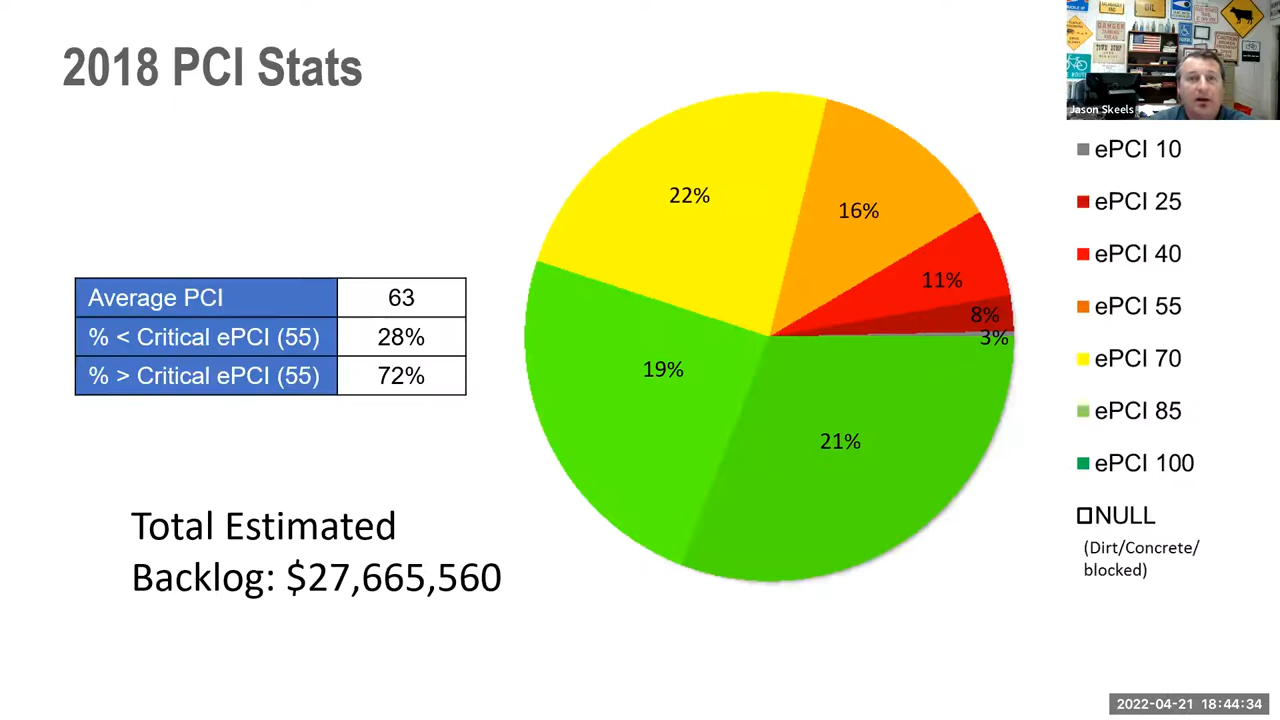 2018 PCI Stats
Jason Skeels
22%
16%
11%
8%
3%
19%
21%
Average PCI 63
% < Critical ePCI (55) 28%
% > Critical ePCI (55) 72%
Total Estimated
Backlog: $27,665,560
ePCI 10
ePCI 25
ePCI 40
ePCI 55
ePCI 70
ePCI 85
ePCI 100
NULL
(Dirt/Concrete/
blocked)
2022-04-21 18:44:34